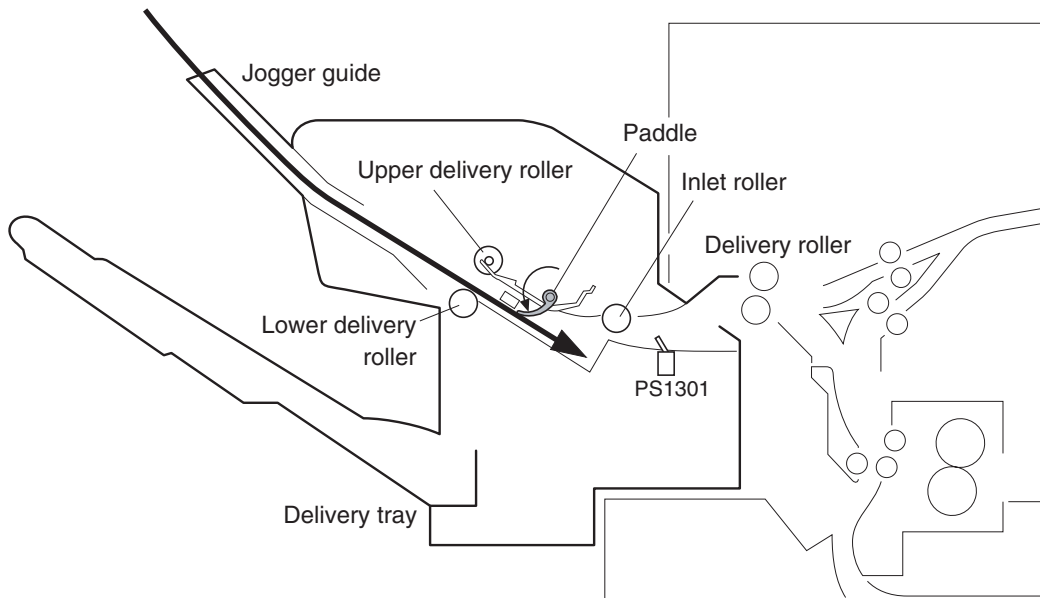 Jogger guide
Paddle
Upper delivery roller
Inlet roller
Delivery roller
Lower delivery
roller
PS1301
Delivery tray